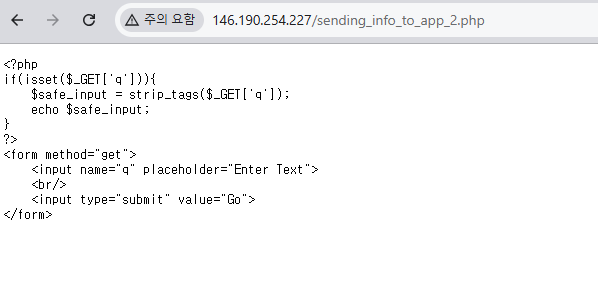 주의 요함 146.190.254.227/sending_info_to_app_2.php
<?php
if(isset($_GET['q'])){
    $safe_input = strip_tags($_GET['q']);
    echo $safe_input;
}
?>
<form method="get">
    <input name="q" placeholder="Enter Text">
    <br/>
    <input type="submit" value="Go">
</form>